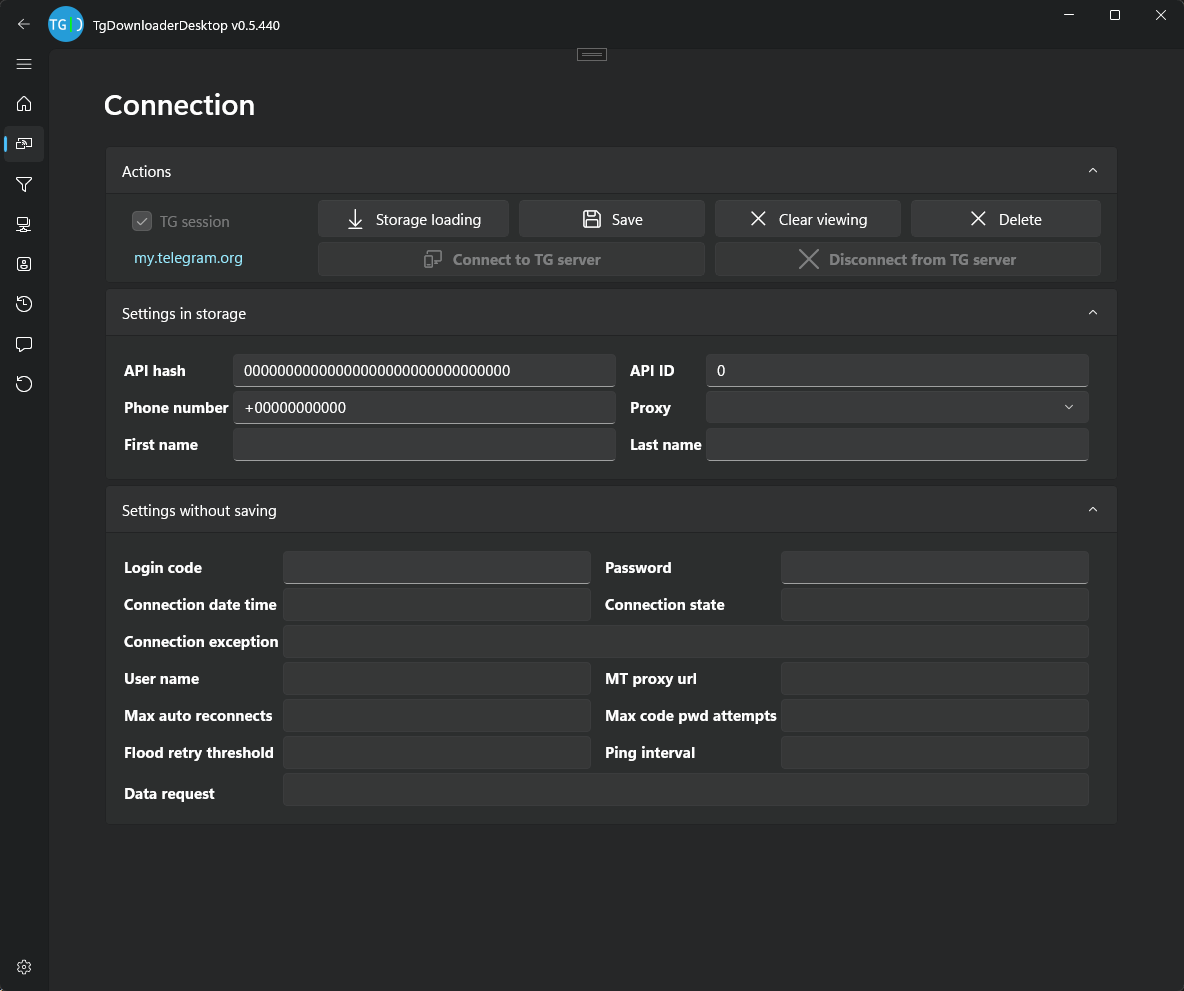 TG
TgDownloaderDesktop v0.5.440
Connection
Actions
TG session
Storage loading
Save
Clear viewing
Delete
my.telegram.org
Connect to TG server
Disconnect from TG server
Settings in storage
API hash 00000000000000000000000000000000 API ID 0
Phone number +00000000000 Proxy
First name Last name
Settings without saving
Login code Password
Connection date time Connection state
Connection exception
User name MT proxy url
Max auto reconnects Max code pwd attempts
Flood retry threshold Ping interval
Data request